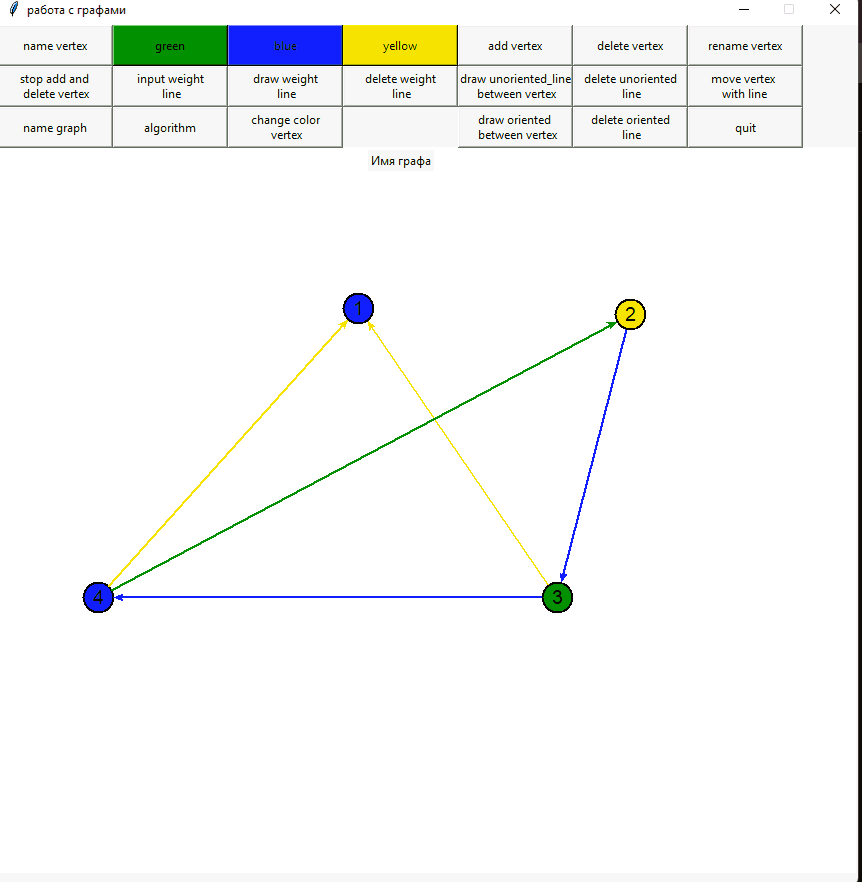 работа с графами
name vertex green blue yellow add vertex delete vertex rename vertex
stop add and
delete vertex
input weight
line
draw weight
line
delete weight
line
draw unoriented_line
between vertex
delete unoriented
line
move vertex
with line
name graph
algorithm
change color
vertex
draw oriented
between vertex
delete oriented
line
quit
Имя графа
1
2
4
3